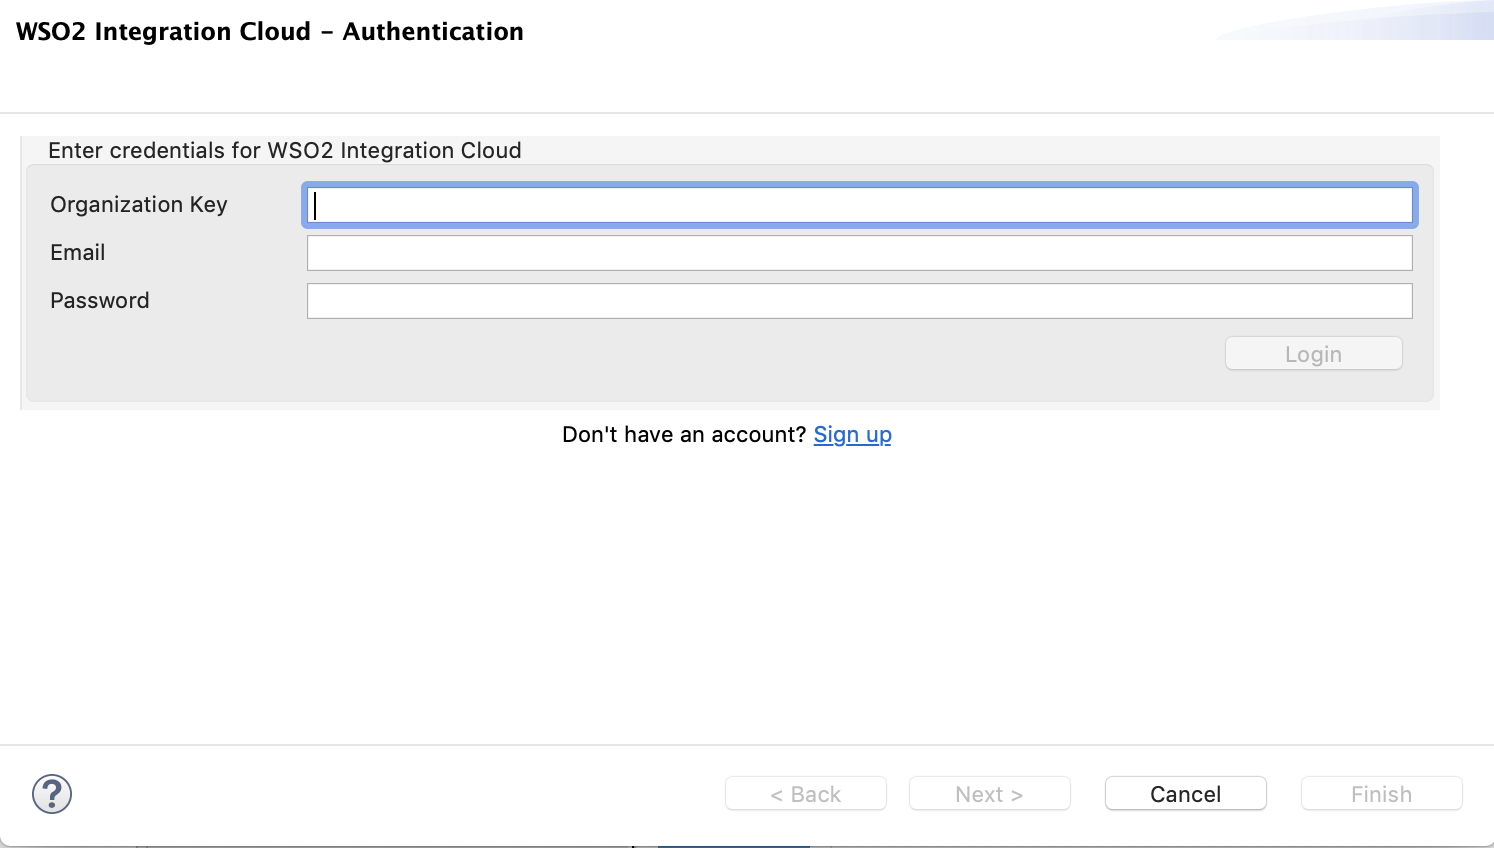 WSO2 Integration Cloud – Authentication
Enter credentials for WSO2 Integration Cloud
Organization Key
Email
Password
Login
Don't have an account? Sign up
?
< Back
Next >
Cancel
Finish